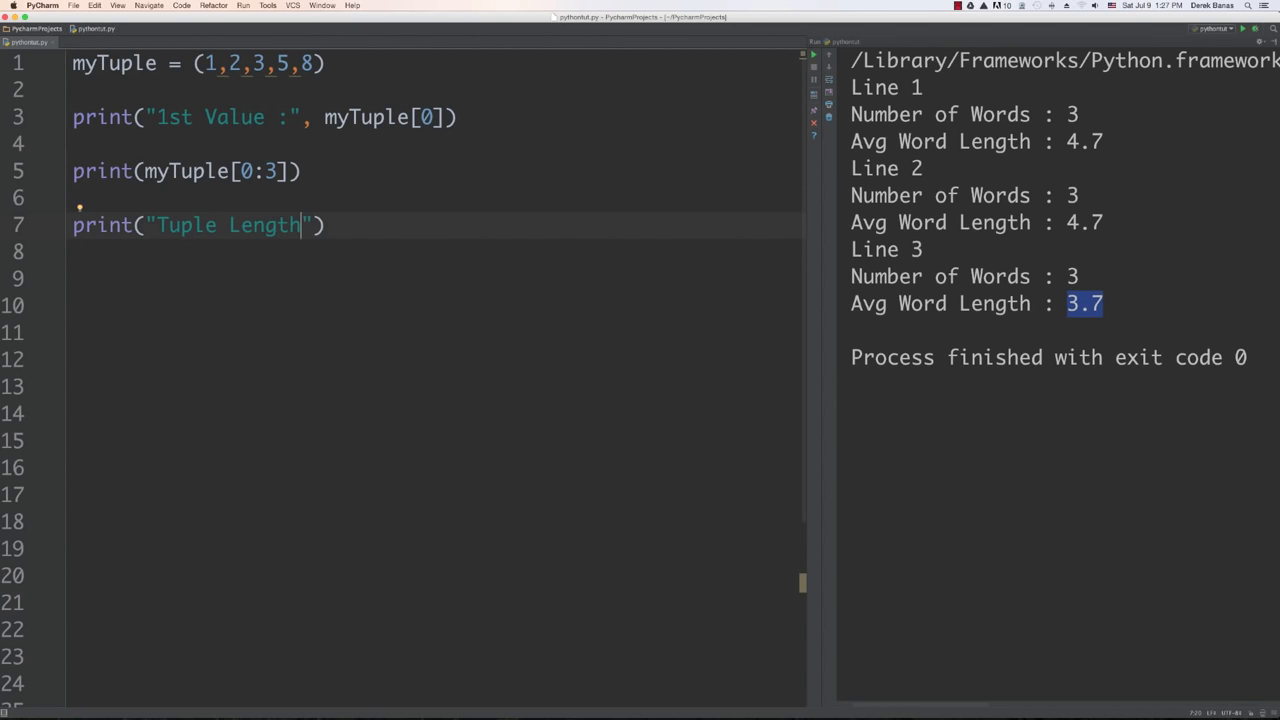 PyCharm File Edit View Navigate Code Refactor Run Tools VCS Window Help
10 Sat Jul 9 1:27 PM Derek Banas
pythontut.py - PycharmProjects - [~/PycharmProjects]
PycharmProjects pythontut.py
pythontut
pythontut.py
Run pythontut
1 myTuple = (1,2,3,5,8)
2
3 print("1st Value :", myTuple[0])
4
5 print(myTuple[0:3])
6
7 print("Tuple Length")
8
9
10
11
12
13
14
15
16
17
18
19
20
21
22
23
24
/Library/Frameworks/Python.framework
Line 1
Number of Words : 3
Avg Word Length : 4.7
Line 2
Number of Words : 3
Avg Word Length : 4.7
Line 3
Number of Words : 3
Avg Word Length : 3.7
Process finished with exit code 0
7:20 LF÷ UTF-8÷